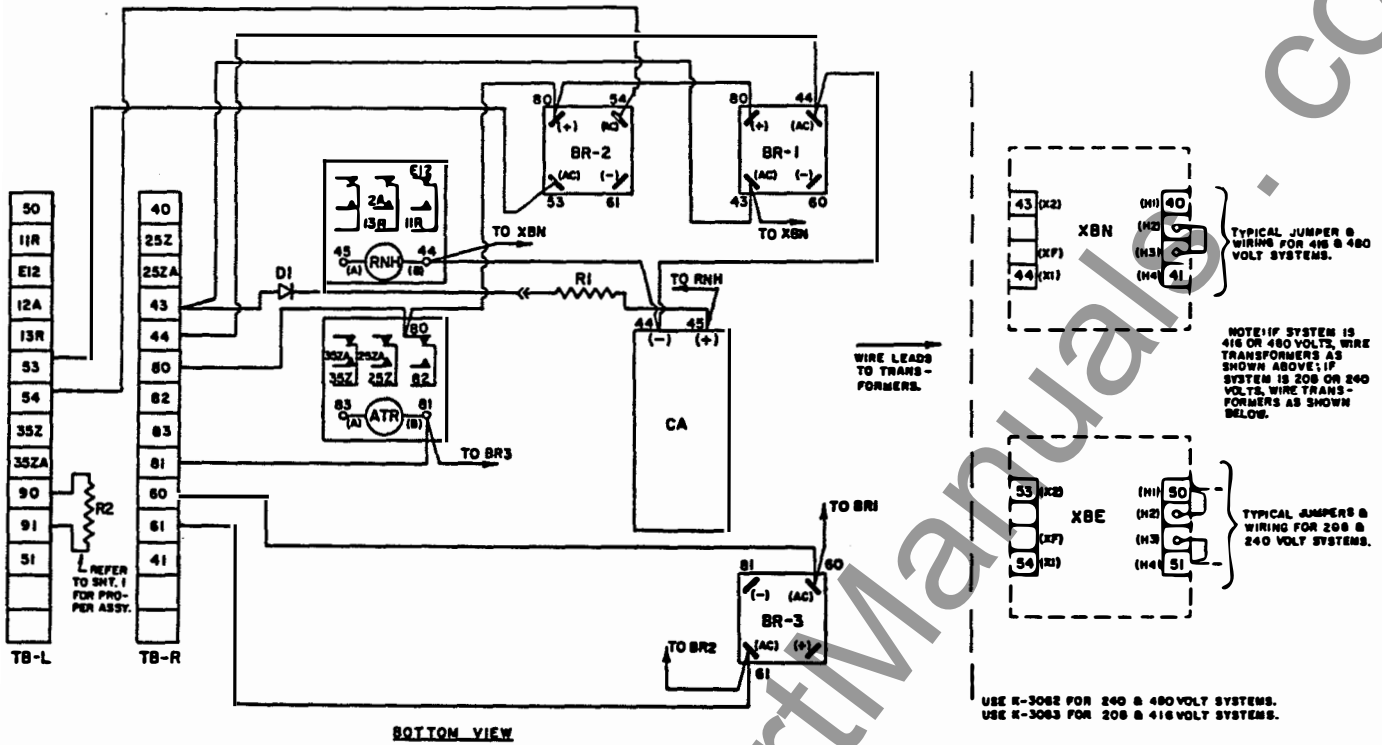 80
54
(+)
(AC)
BR-2
(AC)
(-)
53
61
80
44
(+)
(AC)
BR-1
(AC)
(-)
43
60
TO XBN
E12
2A
13R
11R
TO XBN
45
44
(A)
RNH
(B)
50
11R
E12
12A
13R
53
54
35Z
35ZA
90
91
51
TB-L
R2
REFER
TO SHT. 1
FOR PRO-
PER ASSY.
40
25Z
25ZA
43
44
80
82
83
81
60
61
41
TB-R
D1
R1
TO RNH
44
45
(-)
(+)
CA
80
35ZA
25ZA
35Z
25Z
82
83
81
(A)
ATR
(B)
TO BR3
WIRE LEADS
TO TRANS-
FORMERS.
TO BR1
81
60
(-)
(AC)
BR-3
(AC)
(+)
61
TO BR2
BOTTOM VIEW
43
(X2)
(XF)
44
(X1)
XBN
(H1)
40
(H2)
(H3)
(H4)
41
TYPICAL JUMPER &
WIRING FOR 416 & 480
VOLT SYSTEMS.
NOTE: IF SYSTEM IS
416 OR 480 VOLTS, WIRE
TRANSFORMERS AS
SHOWN ABOVE; IF
SYSTEM IS 208 OR 240
VOLTS, WIRE TRANS-
FORMERS AS SHOWN
BELOW.
53
(X2)
(XF)
54
(X1)
XBE
(H1)
50
(H2)
(H3)
(H4)
51
TYPICAL JUMPERS &
WIRING FOR 208 &
240 VOLT SYSTEMS.
USE K-3062 FOR 240 & 480 VOLT SYSTEMS.
USE K-3063 FOR 208 & 416 VOLT SYSTEMS.
rtManuals.co